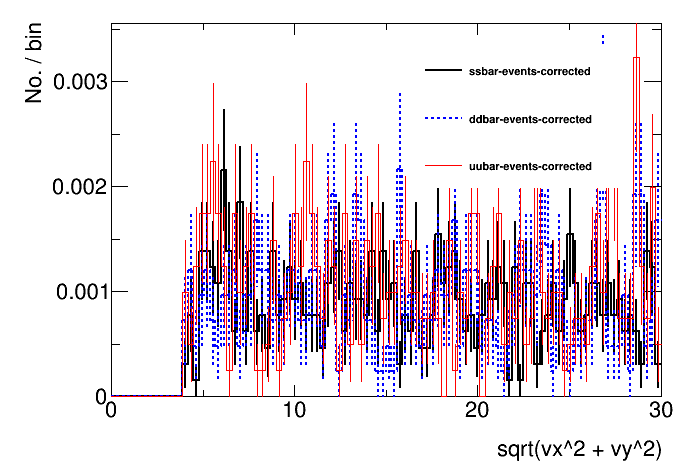 No. / bin
0.003
0.002
0.001
0
ssbar-events-corrected
ddbar-events-corrected
uubar-events-corrected
0 10 20 30
sqrt(vx^2 + vy^2)